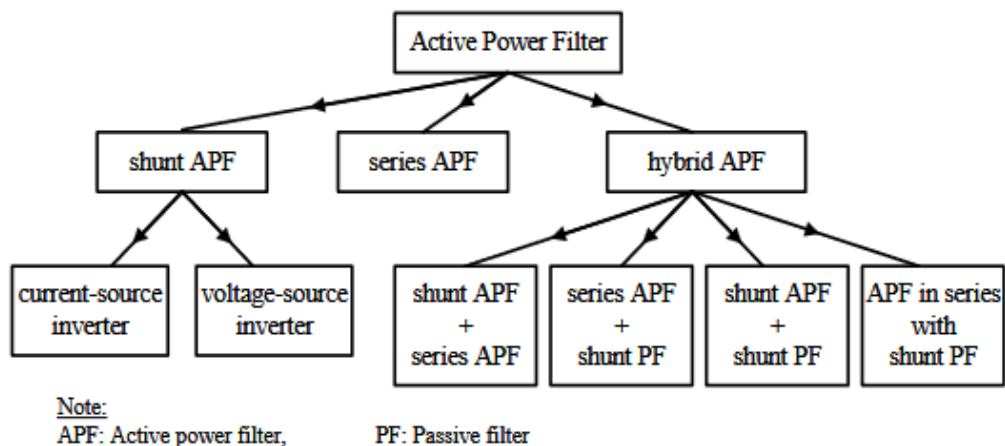 Active Power Filter
shunt APF
series APF
hybrid APF
current-source
inverter
voltage-source
inverter
shunt APF
+
series APF
series APF
+
shunt PF
shunt APF
+
shunt PF
APF in series
with
shunt PF
Note:
APF: Active power filter, PF: Passive filter